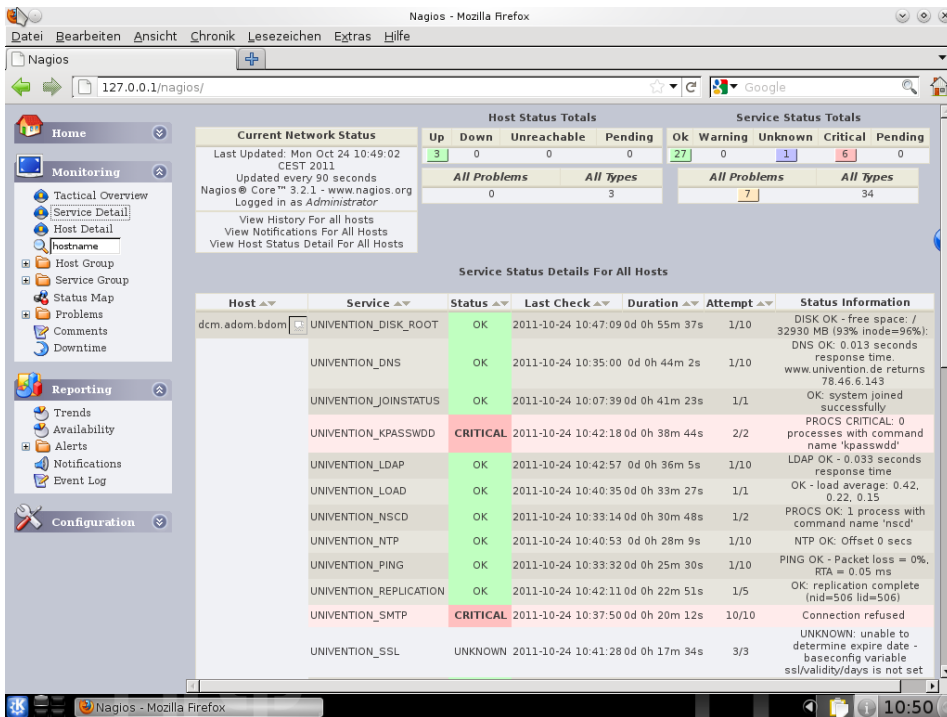 Nagios - Mozilla Firefox
Datei Bearbeiten Ansicht Chronik Lesezeichen Extras Hilfe
Nagios
127.0.0.1/nagios/
Google
Home
Monitoring
Tactical Overview
Service Detail
Host Detail
hostname
Host Group
Service Group
Status Map
Problems
Comments
Downtime
Reporting
Trends
Availability
Alerts
Notifications
Event Log
Configuration
Current Network Status
Last Updated: Mon Oct 24 10:49:02
CEST 2011
Updated every 90 seconds
Nagios® Core™ 3.2.1 - www.nagios.org
Logged in as Administrator
View History For all hosts
View Notifications For All Hosts
View Host Status Detail For All Hosts
Host Status Totals
Up Down Unreachable Pending
3 0 0 0
All Problems All Types
0 3
Service Status Totals
Ok Warning Unknown Critical Pending
27 0 1 6 0
All Problems All Types
7 34
Service Status Details For All Hosts
Host Service Status Last Check Duration Attempt Status Information
dcm.adom.bdom UNIVENTION_DISK_ROOT OK 2011-10-24 10:47:09 0d 0h 55m 37s 1/10 DISK OK - free space: /
32930 MB (93% inode=96%):
UNIVENTION_DNS OK 2011-10-24 10:35:00 0d 0h 44m 2s 1/10 DNS OK: 0.013 seconds
response time.
www.univention.de returns
78.46.6.143
UNIVENTION_JOINSTATUS OK 2011-10-24 10:07:39 0d 0h 41m 23s 1/1 OK: system joined
successfully
UNIVENTION_KPASSWDD CRITICAL 2011-10-24 10:42:18 0d 0h 38m 44s 2/2 PROCS CRITICAL: 0
processes with command
name 'kpasswdd'
UNIVENTION_LDAP OK 2011-10-24 10:42:57 0d 0h 36m 5s 1/10 LDAP OK - 0.033 seconds
response time
UNIVENTION_LOAD OK 2011-10-24 10:40:35 0d 0h 33m 27s 1/1 OK - load average: 0.42,
0.22, 0.15
UNIVENTION_NSCD OK 2011-10-24 10:33:14 0d 0h 30m 48s 1/2 PROCS OK: 1 process with
command name 'nscd'
UNIVENTION_NTP OK 2011-10-24 10:40:53 0d 0h 28m 9s 1/10 NTP OK: Offset 0 secs
UNIVENTION_PING OK 2011-10-24 10:33:32 0d 0h 25m 30s 1/10 PING OK - Packet loss = 0%,
RTA = 0.05 ms
UNIVENTION_REPLICATION OK 2011-10-24 10:42:11 0d 0h 22m 51s 1/5 OK: replication complete
(nid=506 lid=506)
UNIVENTION_SMTP CRITICAL 2011-10-24 10:37:50 0d 0h 20m 12s 10/10 Connection refused
UNIVENTION_SSL UNKNOWN 2011-10-24 10:41:28 0d 0h 17m 34s 3/3 UNKNOWN: unable to
determine expire date -
baseconfig variable
ssl/validity/days is not set
Nagios - Mozilla Firefox
10:50